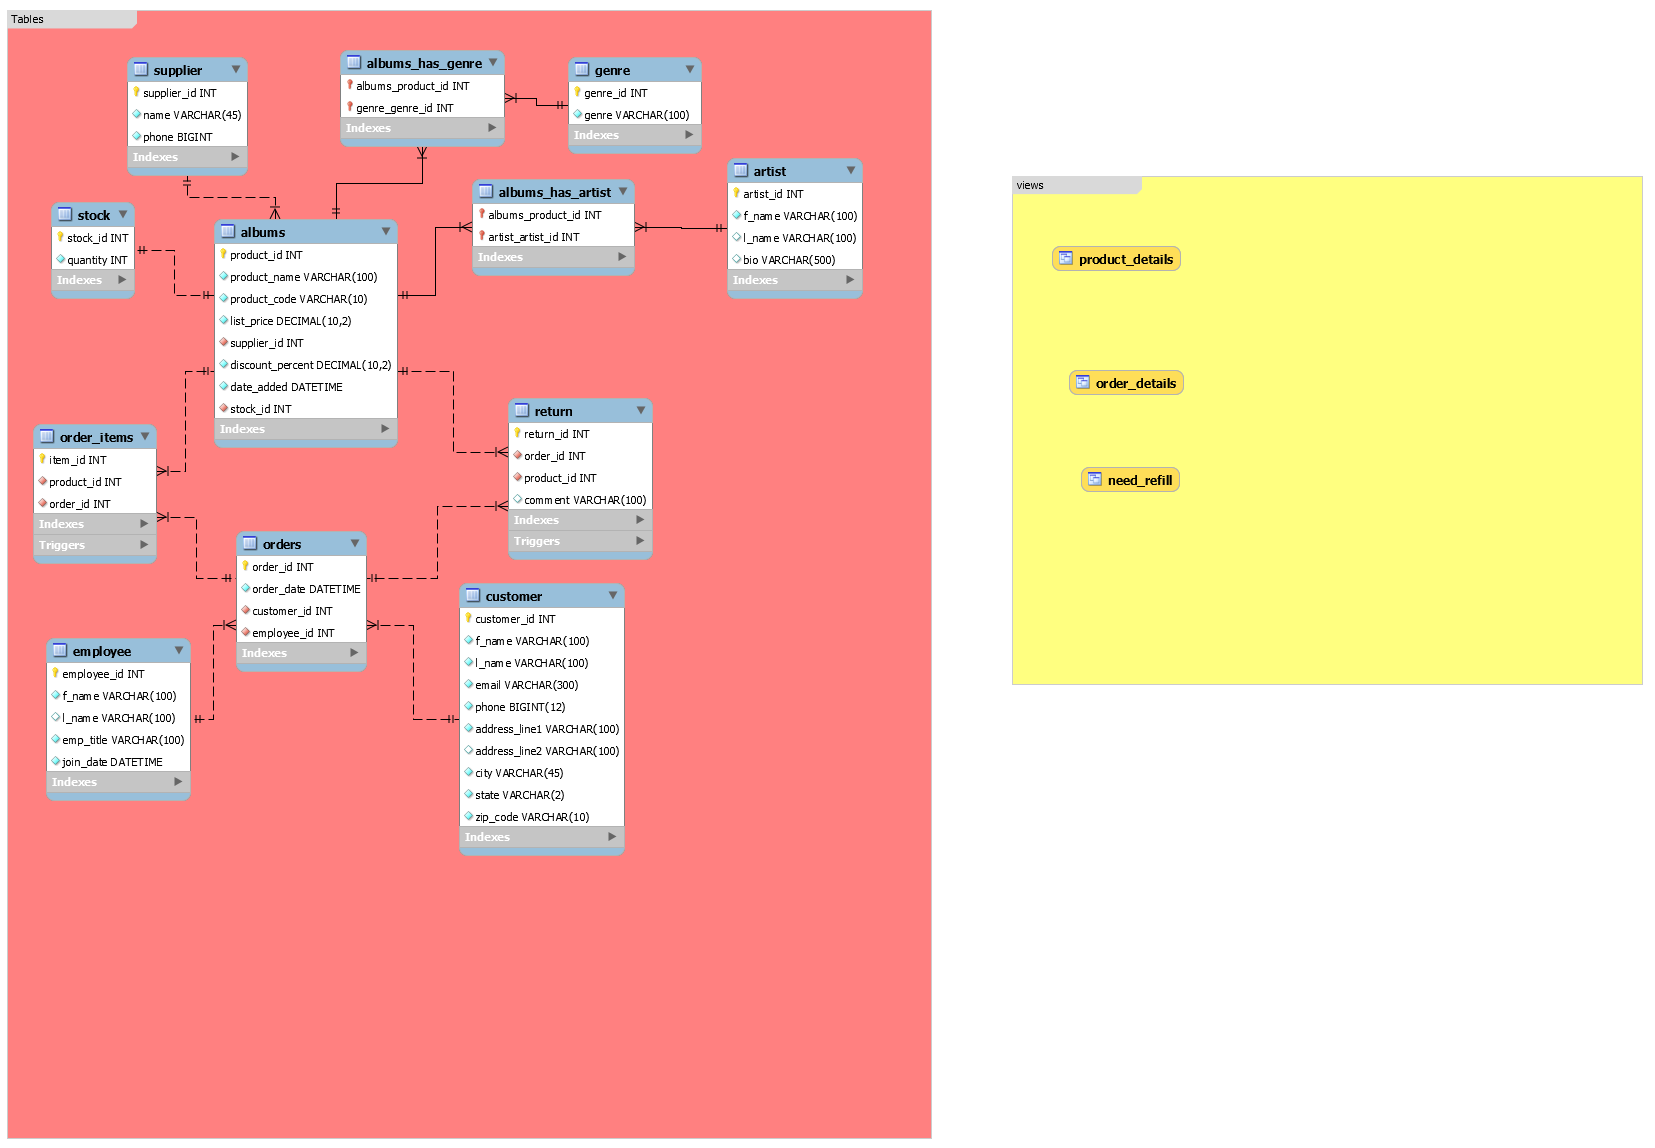 Tables
supplier
supplier_id INT
name VARCHAR(45)
phone BIGINT
Indexes
albums_has_genre
albums_product_id INT
genre_genre_id INT
Indexes
genre
genre_id INT
genre VARCHAR(100)
Indexes
stock
stock_id INT
quantity INT
Indexes
albums
product_id INT
product_name VARCHAR(100)
product_code VARCHAR(10)
list_price DECIMAL(10,2)
supplier_id INT
discount_percent DECIMAL(10,2)
date_added DATETIME
stock_id INT
Indexes
albums_has_artist
albums_product_id INT
artist_artist_id INT
Indexes
artist
artist_id INT
f_name VARCHAR(100)
l_name VARCHAR(100)
bio VARCHAR(500)
Indexes
order_items
item_id INT
product_id INT
order_id INT
Indexes
Triggers
return
return_id INT
order_id INT
product_id INT
comment VARCHAR(100)
Indexes
Triggers
orders
order_id INT
order_date DATETIME
customer_id INT
employee_id INT
Indexes
employee
employee_id INT
f_name VARCHAR(100)
l_name VARCHAR(100)
emp_title VARCHAR(100)
join_date DATETIME
Indexes
customer
customer_id INT
f_name VARCHAR(100)
l_name VARCHAR(100)
email VARCHAR(300)
phone BIGINT(12)
address_line1 VARCHAR(100)
address_line2 VARCHAR(100)
city VARCHAR(45)
state VARCHAR(2)
zip_code VARCHAR(10)
Indexes
views
product_details
order_details
need_refill